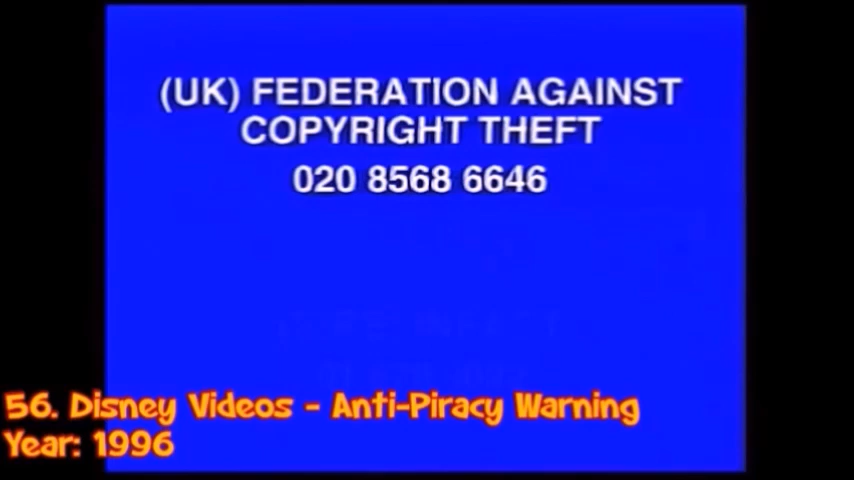 (UK) FEDERATION AGAINST
COPYRIGHT THEFT
020 8568 6646
56. Disney Videos - Anti-Piracy Warning
Year: 1996